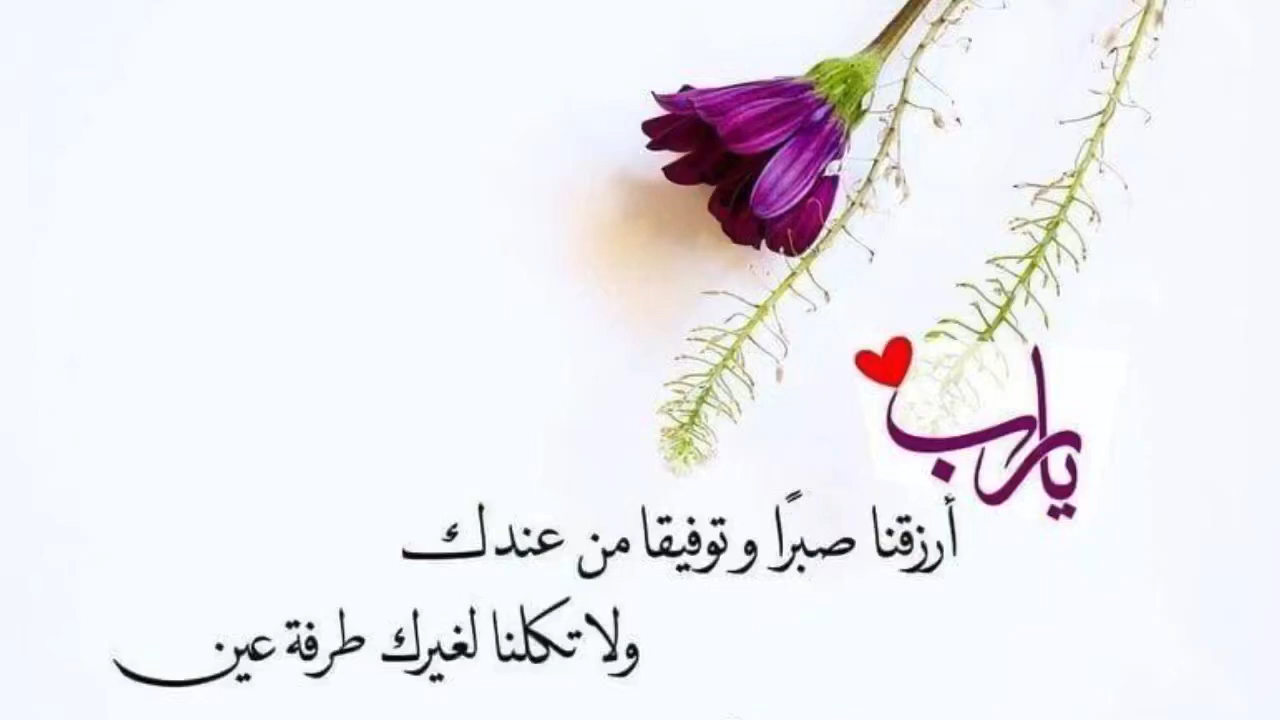 يارب
أرزقنا صبرًا و توفيقا من عندك
ولا تكلنا لغيرك طرفة عين